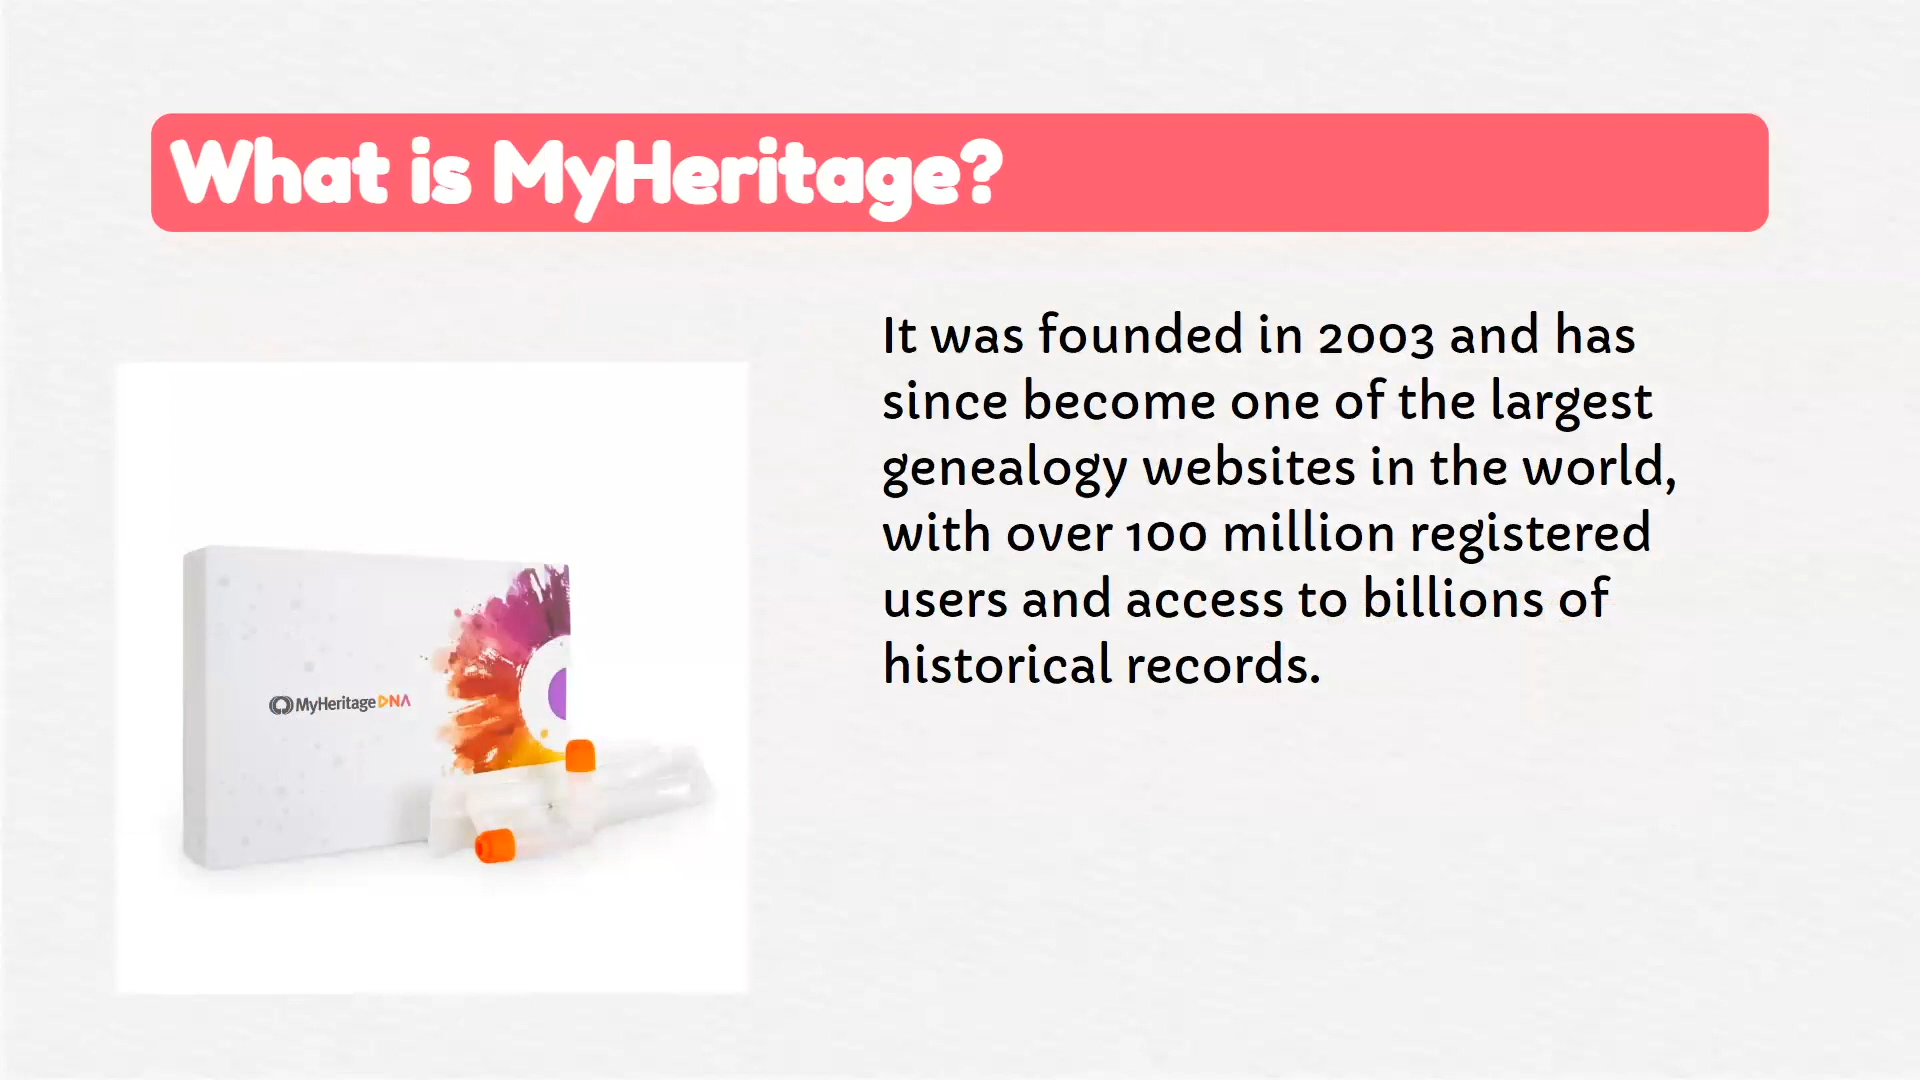 What is MyHeritage?
It was founded in 2003 and has
since become one of the largest
genealogy websites in the world,
with over 100 million registered
users and access to billions of
historical records.
MyHeritage DNA